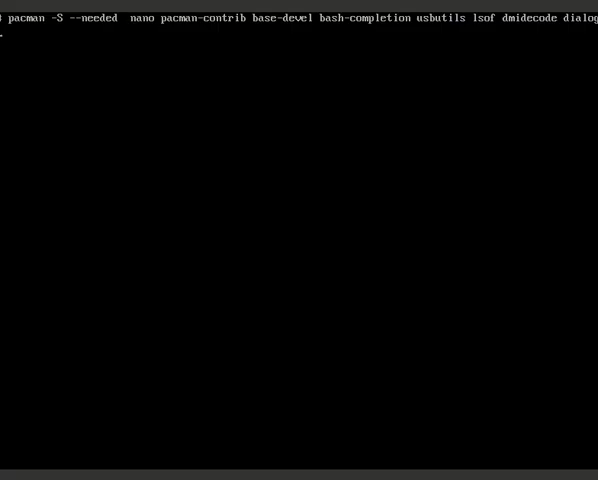 pacman -S --needed  nano pacman-contrib base-devel bash-completion usbutils lsof dmidecode dialog